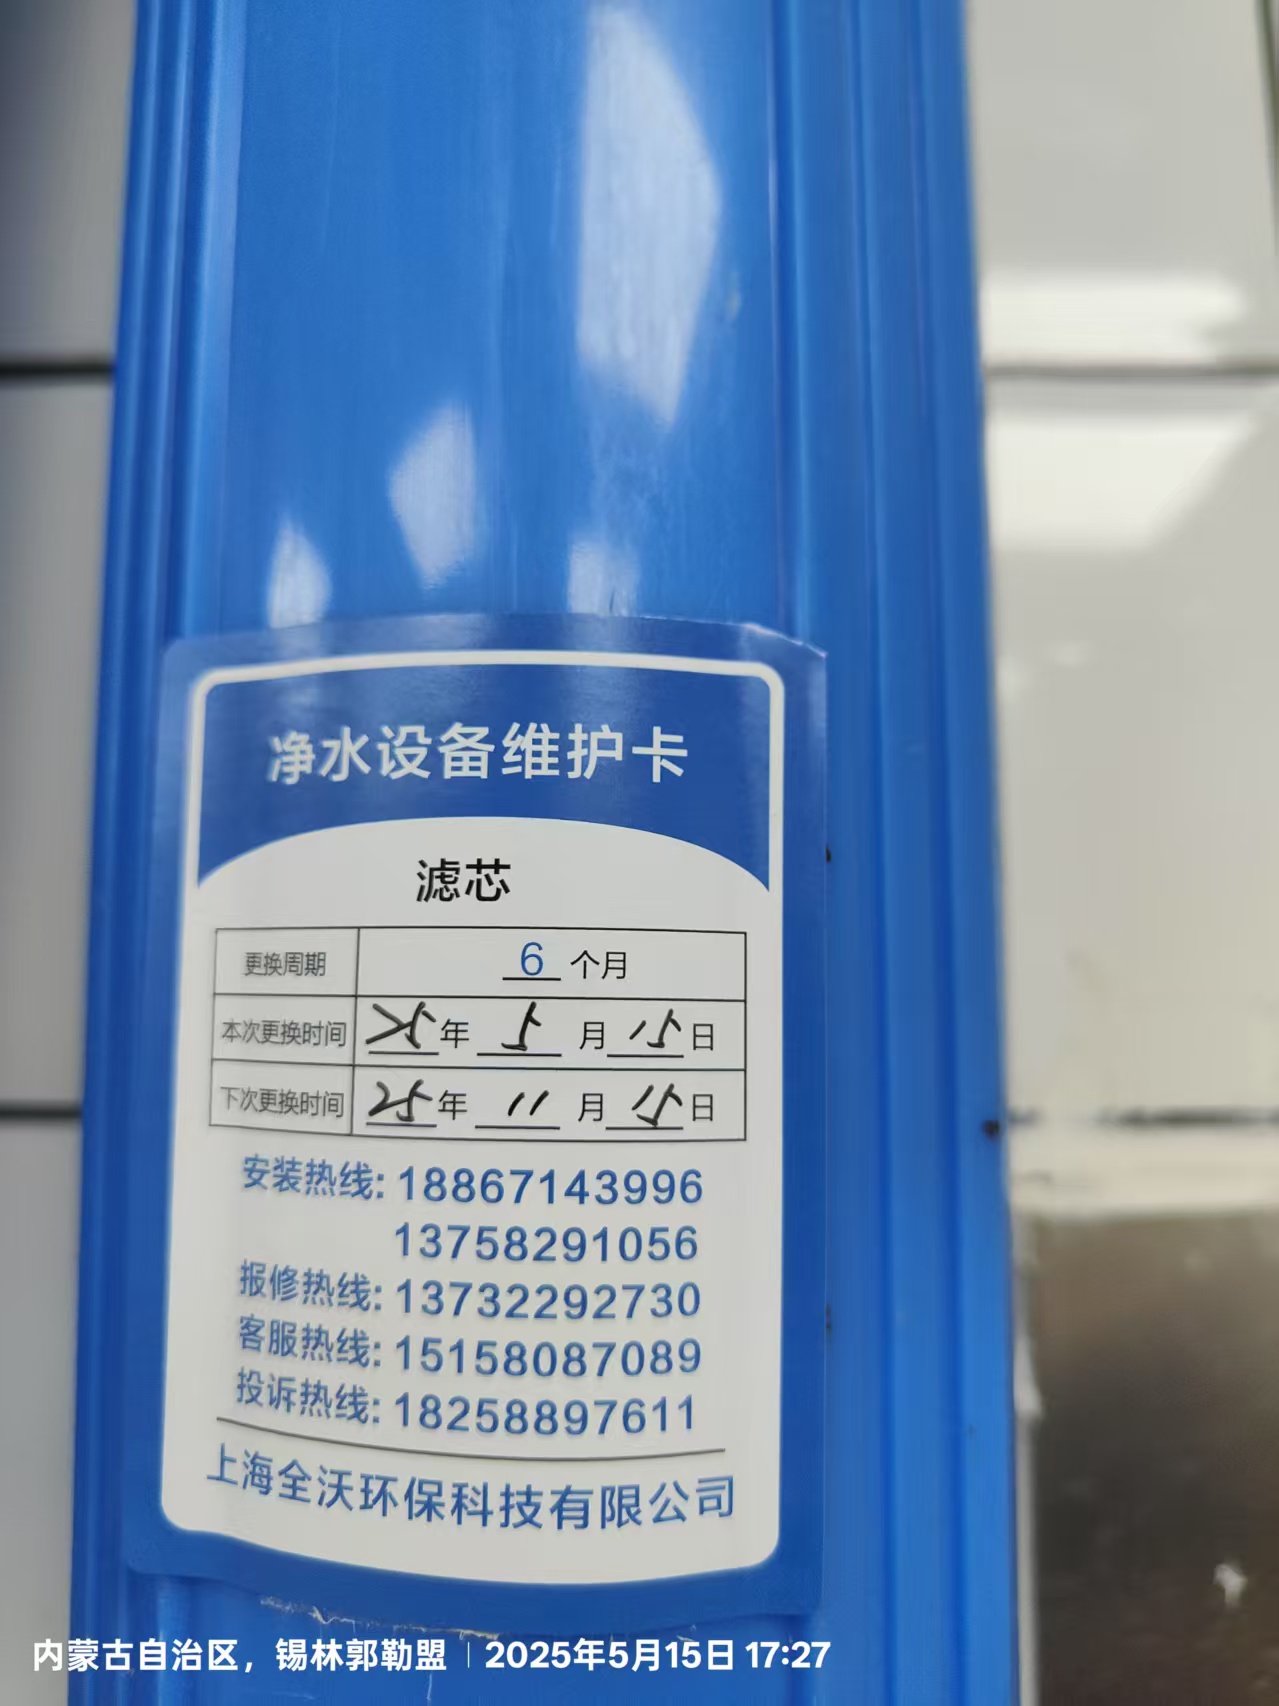 净水设备维护卡
滤芯
更换周期 6 个月
本次更换时间 25 年 5 月 15 日
下次更换时间 25 年 11 月 15 日
安装热线: 18867143996
13758291056
报修热线: 13732292730
客服热线: 15158087089
投诉热线: 18258897611
上海全沃环保科技有限公司
内蒙古自治区，锡林郭勒盟 | 2025年5月15日 17:27